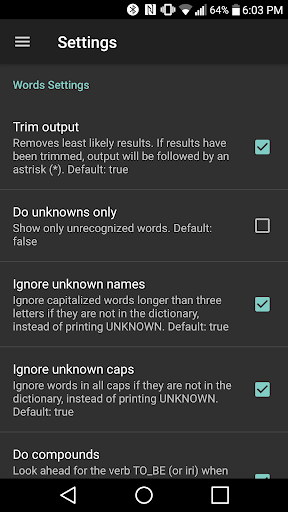 64% 6:03 PM
Settings
Words Settings
Trim output
Removes least likely results. If results
have been trimmed, output will be followed by an
astrisk (*). Default: true
Do unknowns only
Show only unrecognized words. Default:
false
Ignore unknown names
Ignore capitalized words longer than three
letters if they are not in the dictionary,
instead of printing UNKNOWN. Default: true
Ignore unknown caps
Ignore words in all caps if they are not in the
dictionary, instead of printing UNKNOWN.
Default: true
Do compounds
Look ahead for the verb TO_BE (or iri) when